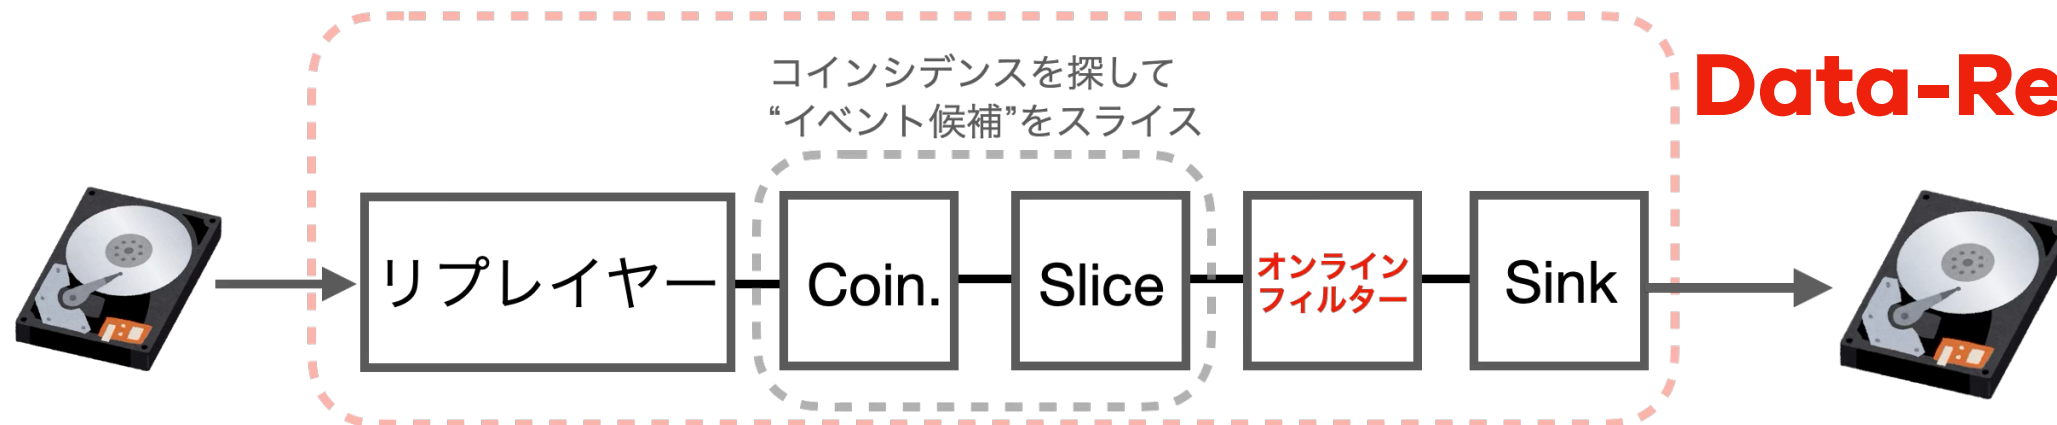 コインシデンスを探して
“イベント候補”をスライス
Data-Re
リプレイヤー
Coin.
Slice
オンライン
フィルター
Sink